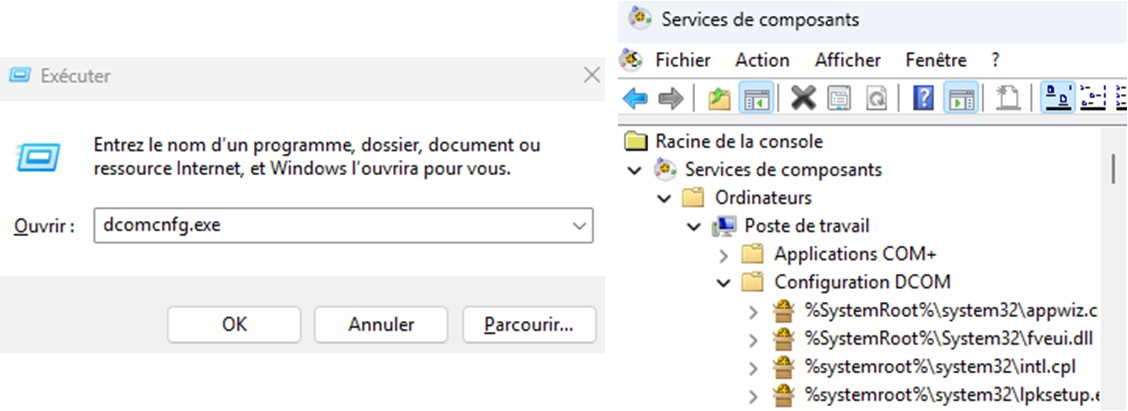 Exécuter
Entrez le nom d'un programme, dossier, document ou
ressource Internet, et Windows l'ouvrira pour vous.
Ouvrir :
dcomcnfg.exe
OK
Annuler
Parcourir...
Services de composants
Fichier Action Afficher Fenêtre ?
Racine de la console
Services de composants
Ordinateurs
Poste de travail
Applications COM+
Configuration DCOM
%SystemRoot%\system32\appwiz.c
%SystemRoot%\System32\fveui.dll
%systemroot%\system32\intl.cpl
%systemroot%\system32\lpksetup.e